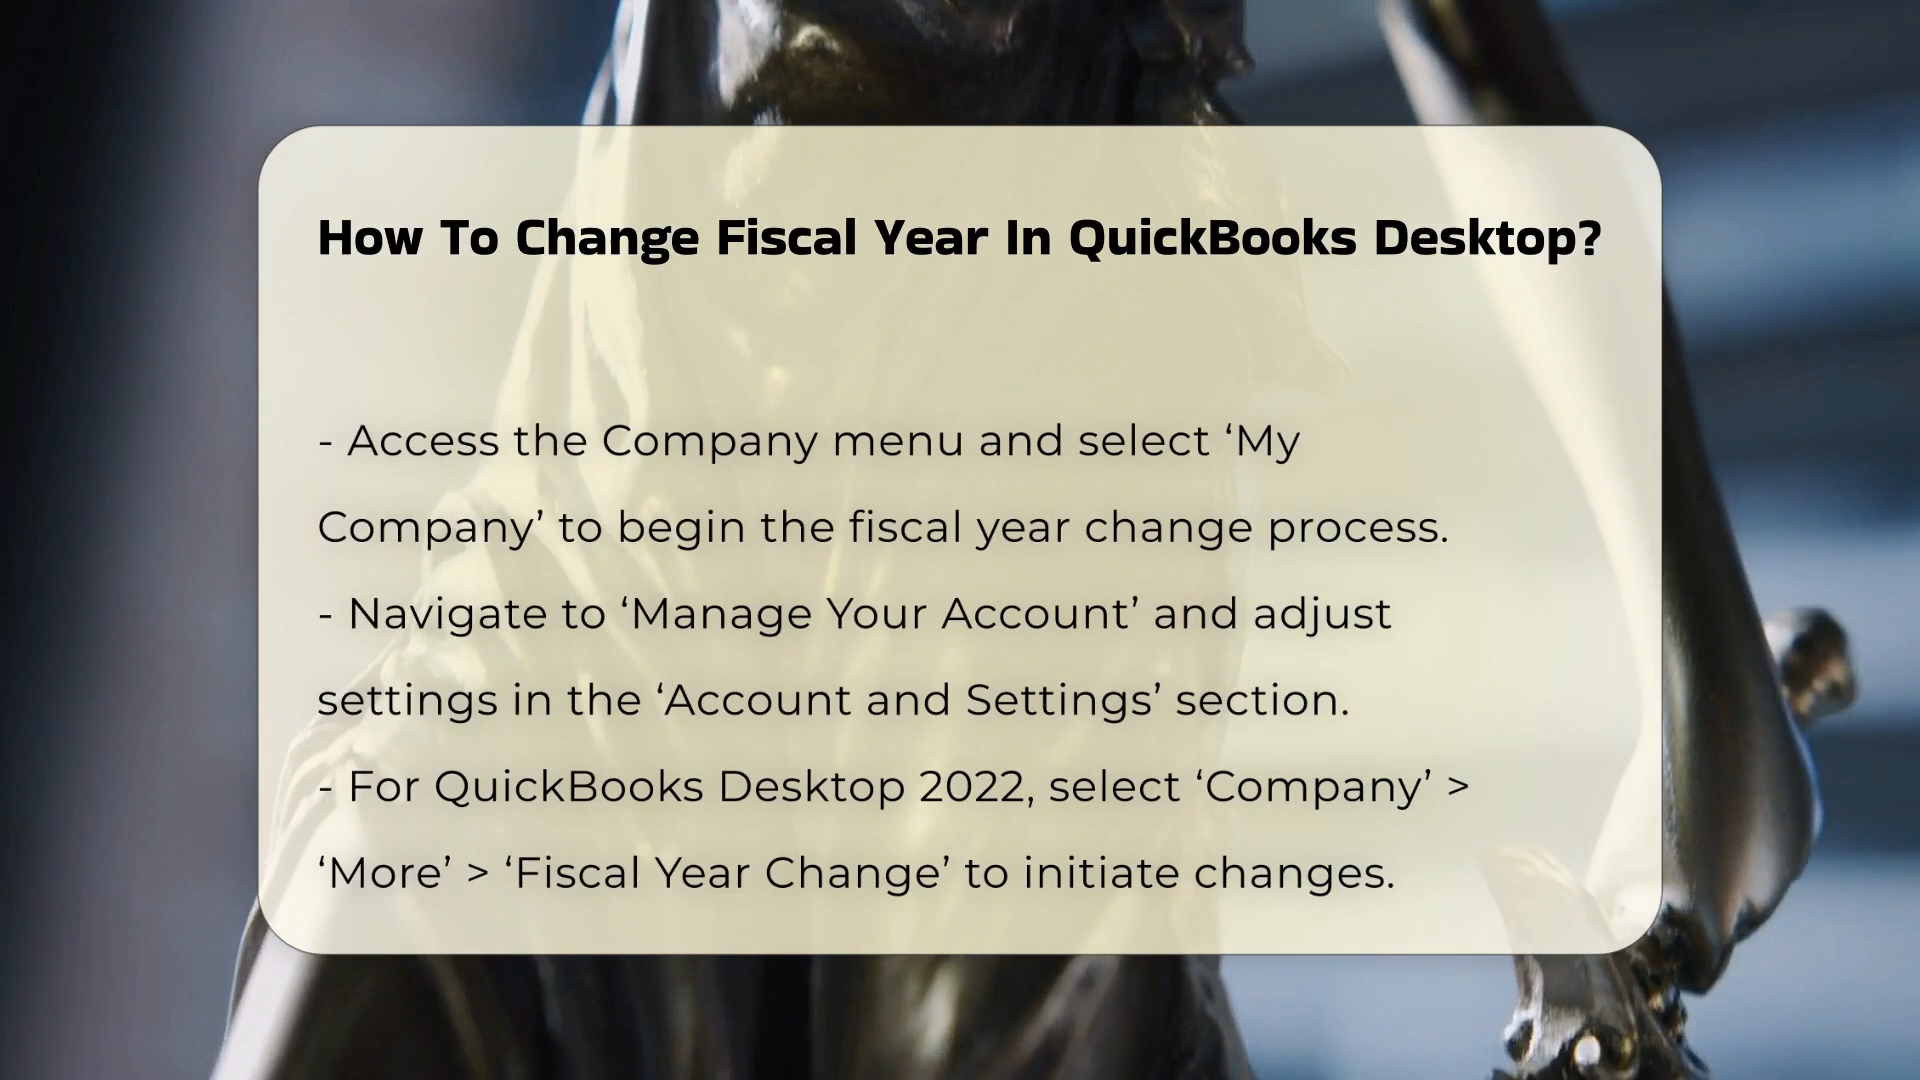 How To Change Fiscal Year In QuickBooks Desktop?
- Access the Company menu and select ‘My
Company’ to begin the fiscal year change process.
- Navigate to ‘Manage Your Account’ and adjust
settings in the ‘Account and Settings’ section.
- For QuickBooks Desktop 2022, select ‘Company’ >
‘More’ > ‘Fiscal Year Change’ to initiate changes.